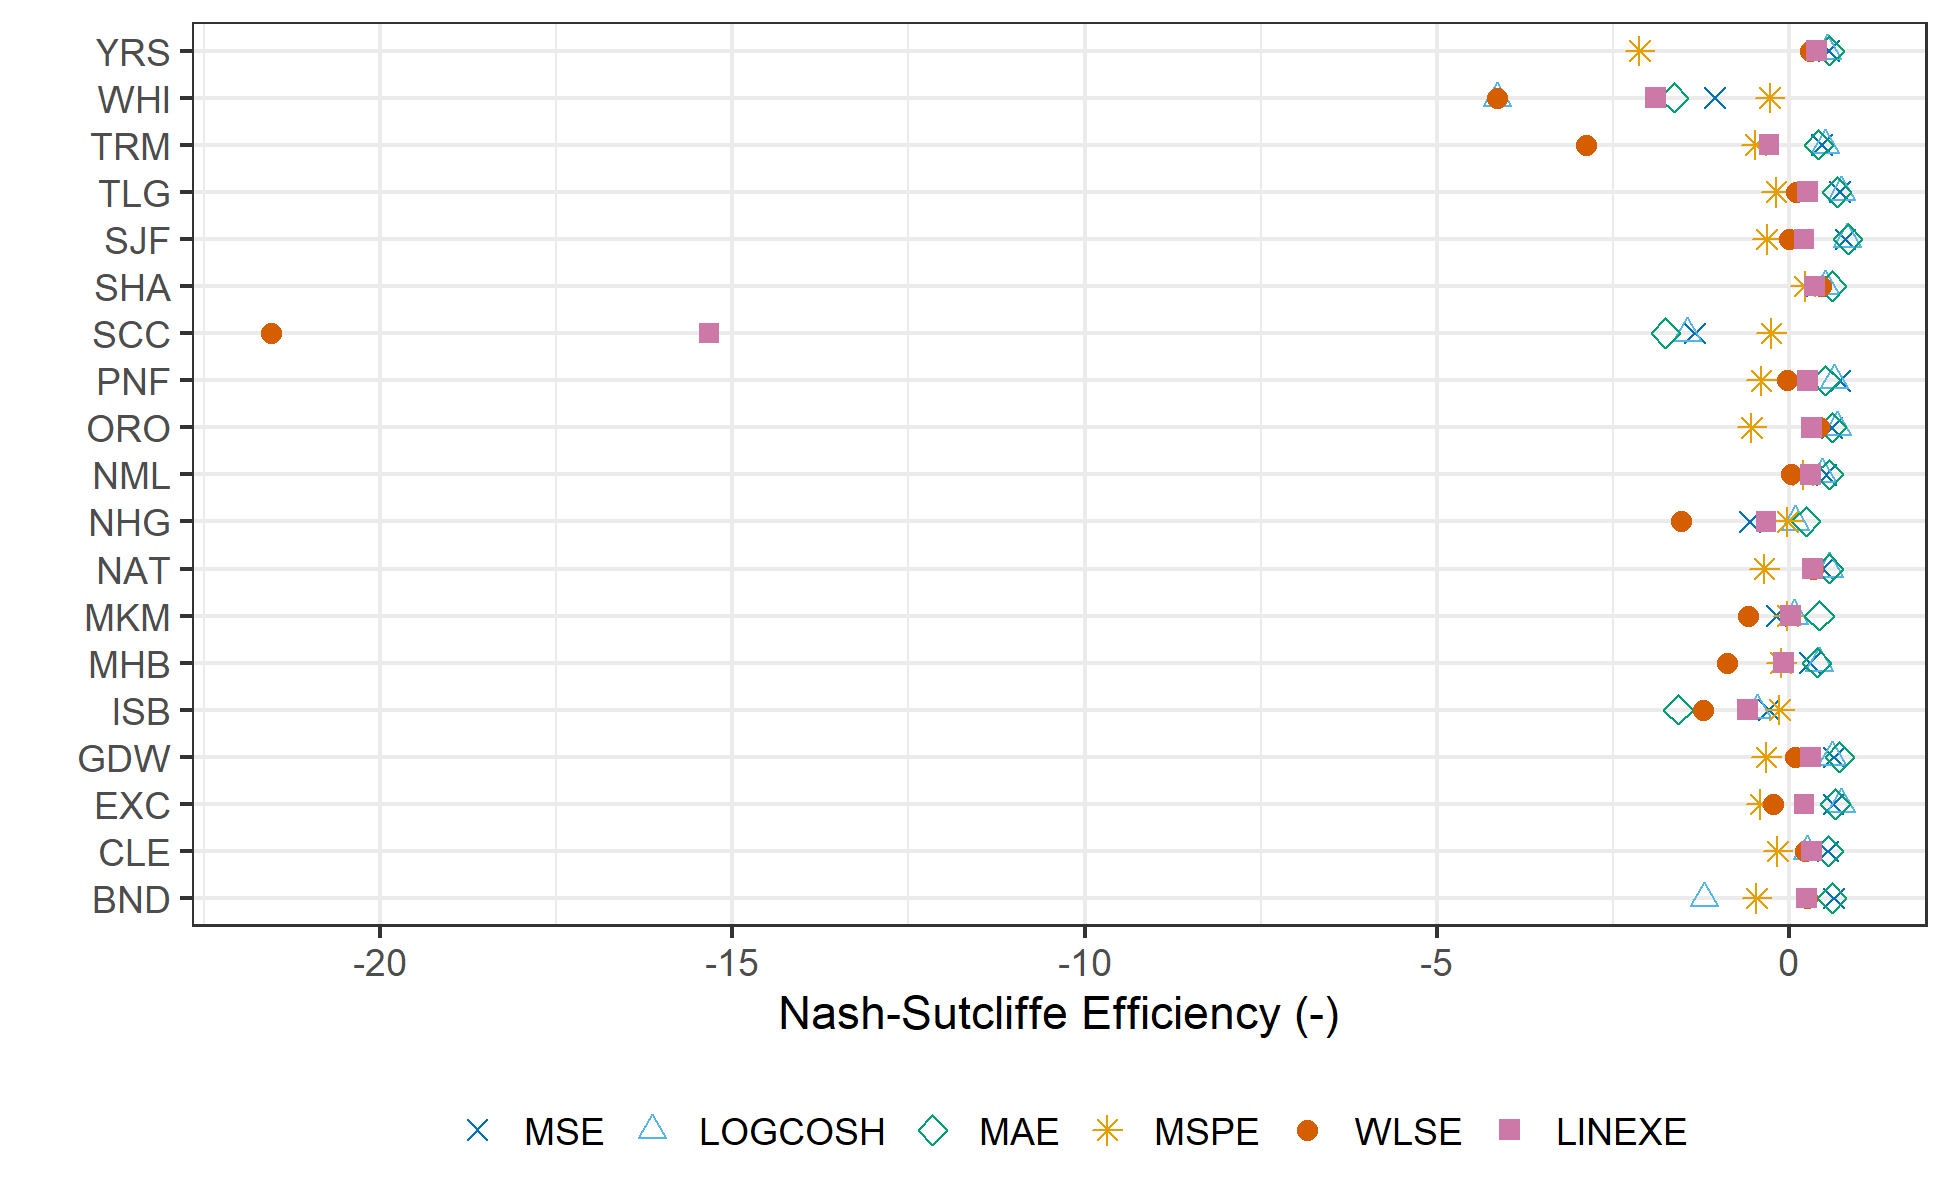 YRS
WHI
TRM
TLG
SJF
SHA
SCC
PNF
ORO
NML
NHG
NAT
MKM
MHB
ISB
GDW
EXC
CLE
BND
-20 -15 -10 -5 0
Nash-Sutcliffe Efficiency (-)
MSE LOGCOSH MAE MSPE WLSE LINEXE